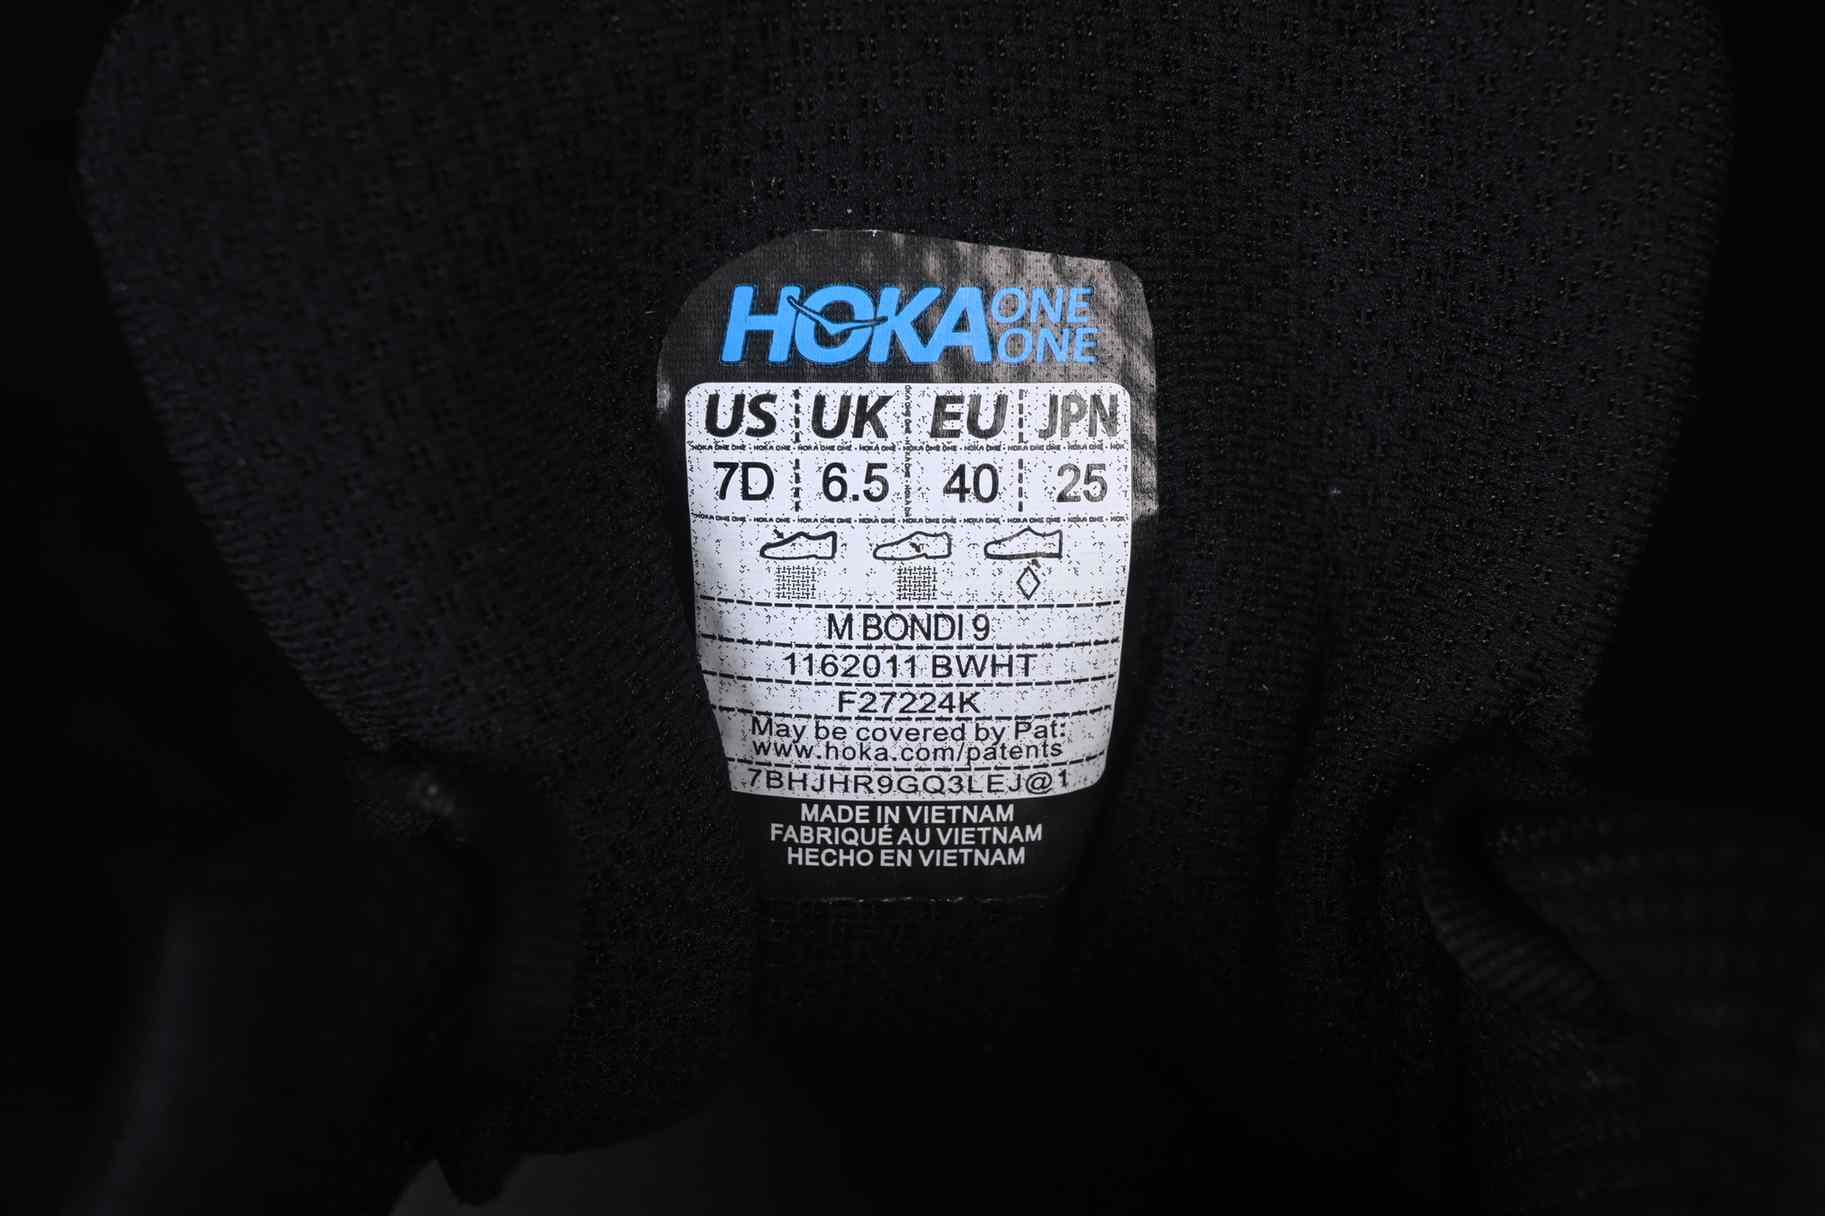 HOKA ONE ONE
US UK EU JPN
7D 6.5 40 25
M BONDI 9
1162011 BWHT
F27224K
May be covered by Pat:
www.hoka.com/patents
7BHJHR9GQ3LEJ@1
MADE IN VIETNAM
FABRIQUÉ AU VIETNAM
HECHO EN VIETNAM